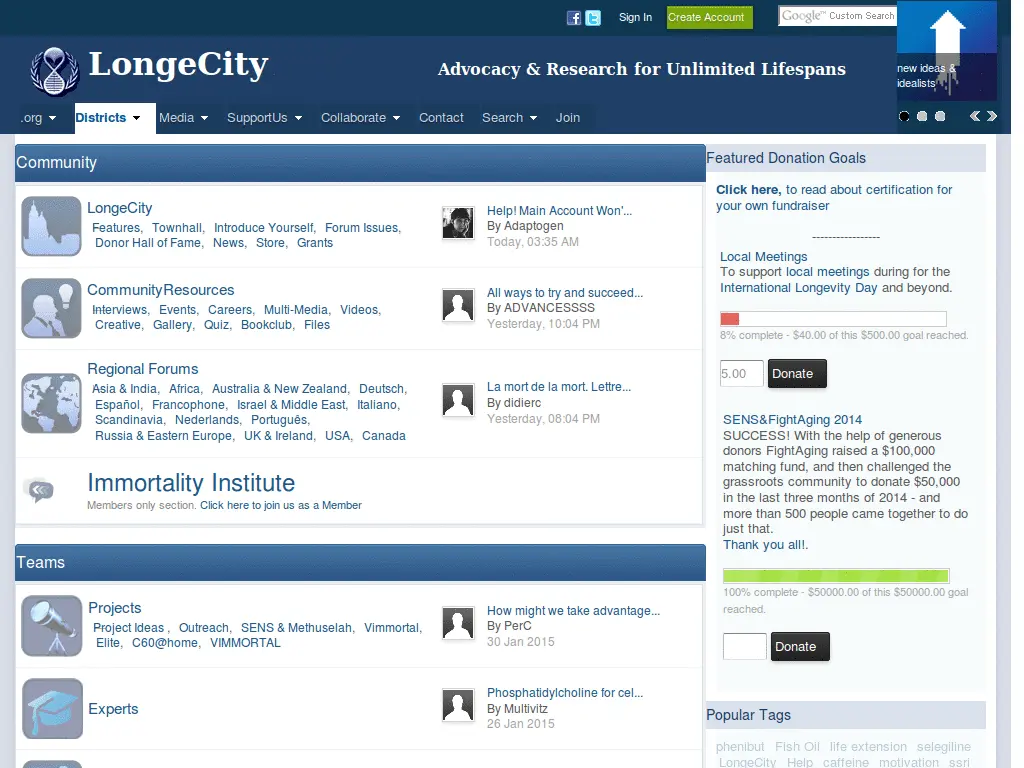 Sign In
Create Account
Google™ Custom Search
LongeCity
Advocacy & Research for Unlimited Lifespans
new ideas &
idealists
.org
Districts
Media
SupportUs
Collaborate
Contact
Search
Join
Community
LongeCity
Features, Townhall, Introduce Yourself, Forum Issues,
Donor Hall of Fame, News, Store, Grants
Help! Main Account Won'...
By Adaptogen
Today, 03:35 AM
CommunityResources
Interviews, Events, Careers, Multi-Media, Videos,
Creative, Gallery, Quiz, Bookclub, Files
All ways to try and succeed...
By ADVANCESSSS
Yesterday, 10:04 PM
Regional Forums
Asia & India, Africa, Australia & New Zealand, Deutsch,
Español, Francophone, Israel & Middle East, Italiano,
Scandinavia, Nederlands, Português,
Russia & Eastern Europe, UK & Ireland, USA, Canada
La mort de la mort. Lettre...
By didierc
Yesterday, 08:04 PM
Immortality Institute
Members only section. Click here to join us as a Member
Teams
Projects
Project Ideas , Outreach, SENS & Methuselah, Vimmortal,
Elite, C60@home, VIMMORTAL
How might we take advantage...
By PerC
30 Jan 2015
Experts
Phosphatidylcholine for cel...
By Multivitz
26 Jan 2015
Featured Donation Goals
Click here, to read about certification for
your own fundraiser
-----------------
Local Meetings
To support local meetings during for the
International Longevity Day and beyond.
8% complete - $40.00 of this $500.00 goal reached.
5.00
Donate
SENS&FightAging 2014
SUCCESS! With the help of generous
donors FightAging raised a $100,000
matching fund, and then challenged the
grassroots community to donate $50,000
in the last three months of 2014 - and
more than 500 people came together to do
just that.
Thank you all!.
100% complete - $50000.00 of this $50000.00 goal
reached.
Donate
Popular Tags
phenibut Fish Oil life extension selegiline
LongeCity Help caffeine motivation ssri